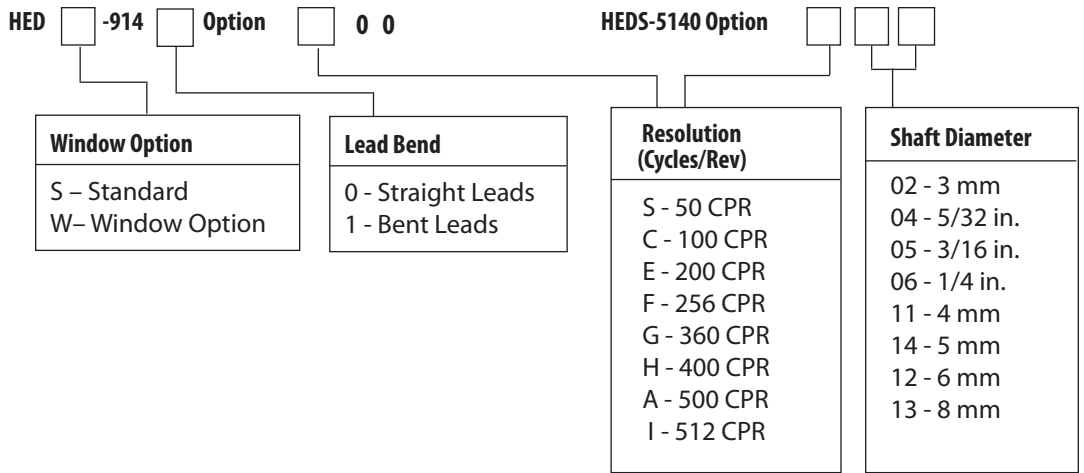 HED -914 Option 0 0 HEDS-5140 Option
Window Option
S – Standard
W– Window Option
Lead Bend
0 - Straight Leads
1 - Bent Leads
Resolution
(Cycles/Rev)
S - 50 CPR
C - 100 CPR
E - 200 CPR
F - 256 CPR
G - 360 CPR
H - 400 CPR
A - 500 CPR
I - 512 CPR
Shaft Diameter
02 - 3 mm
04 - 5/32 in.
05 - 3/16 in.
06 - 1/4 in.
11 - 4 mm
14 - 5 mm
12 - 6 mm
13 - 8 mm